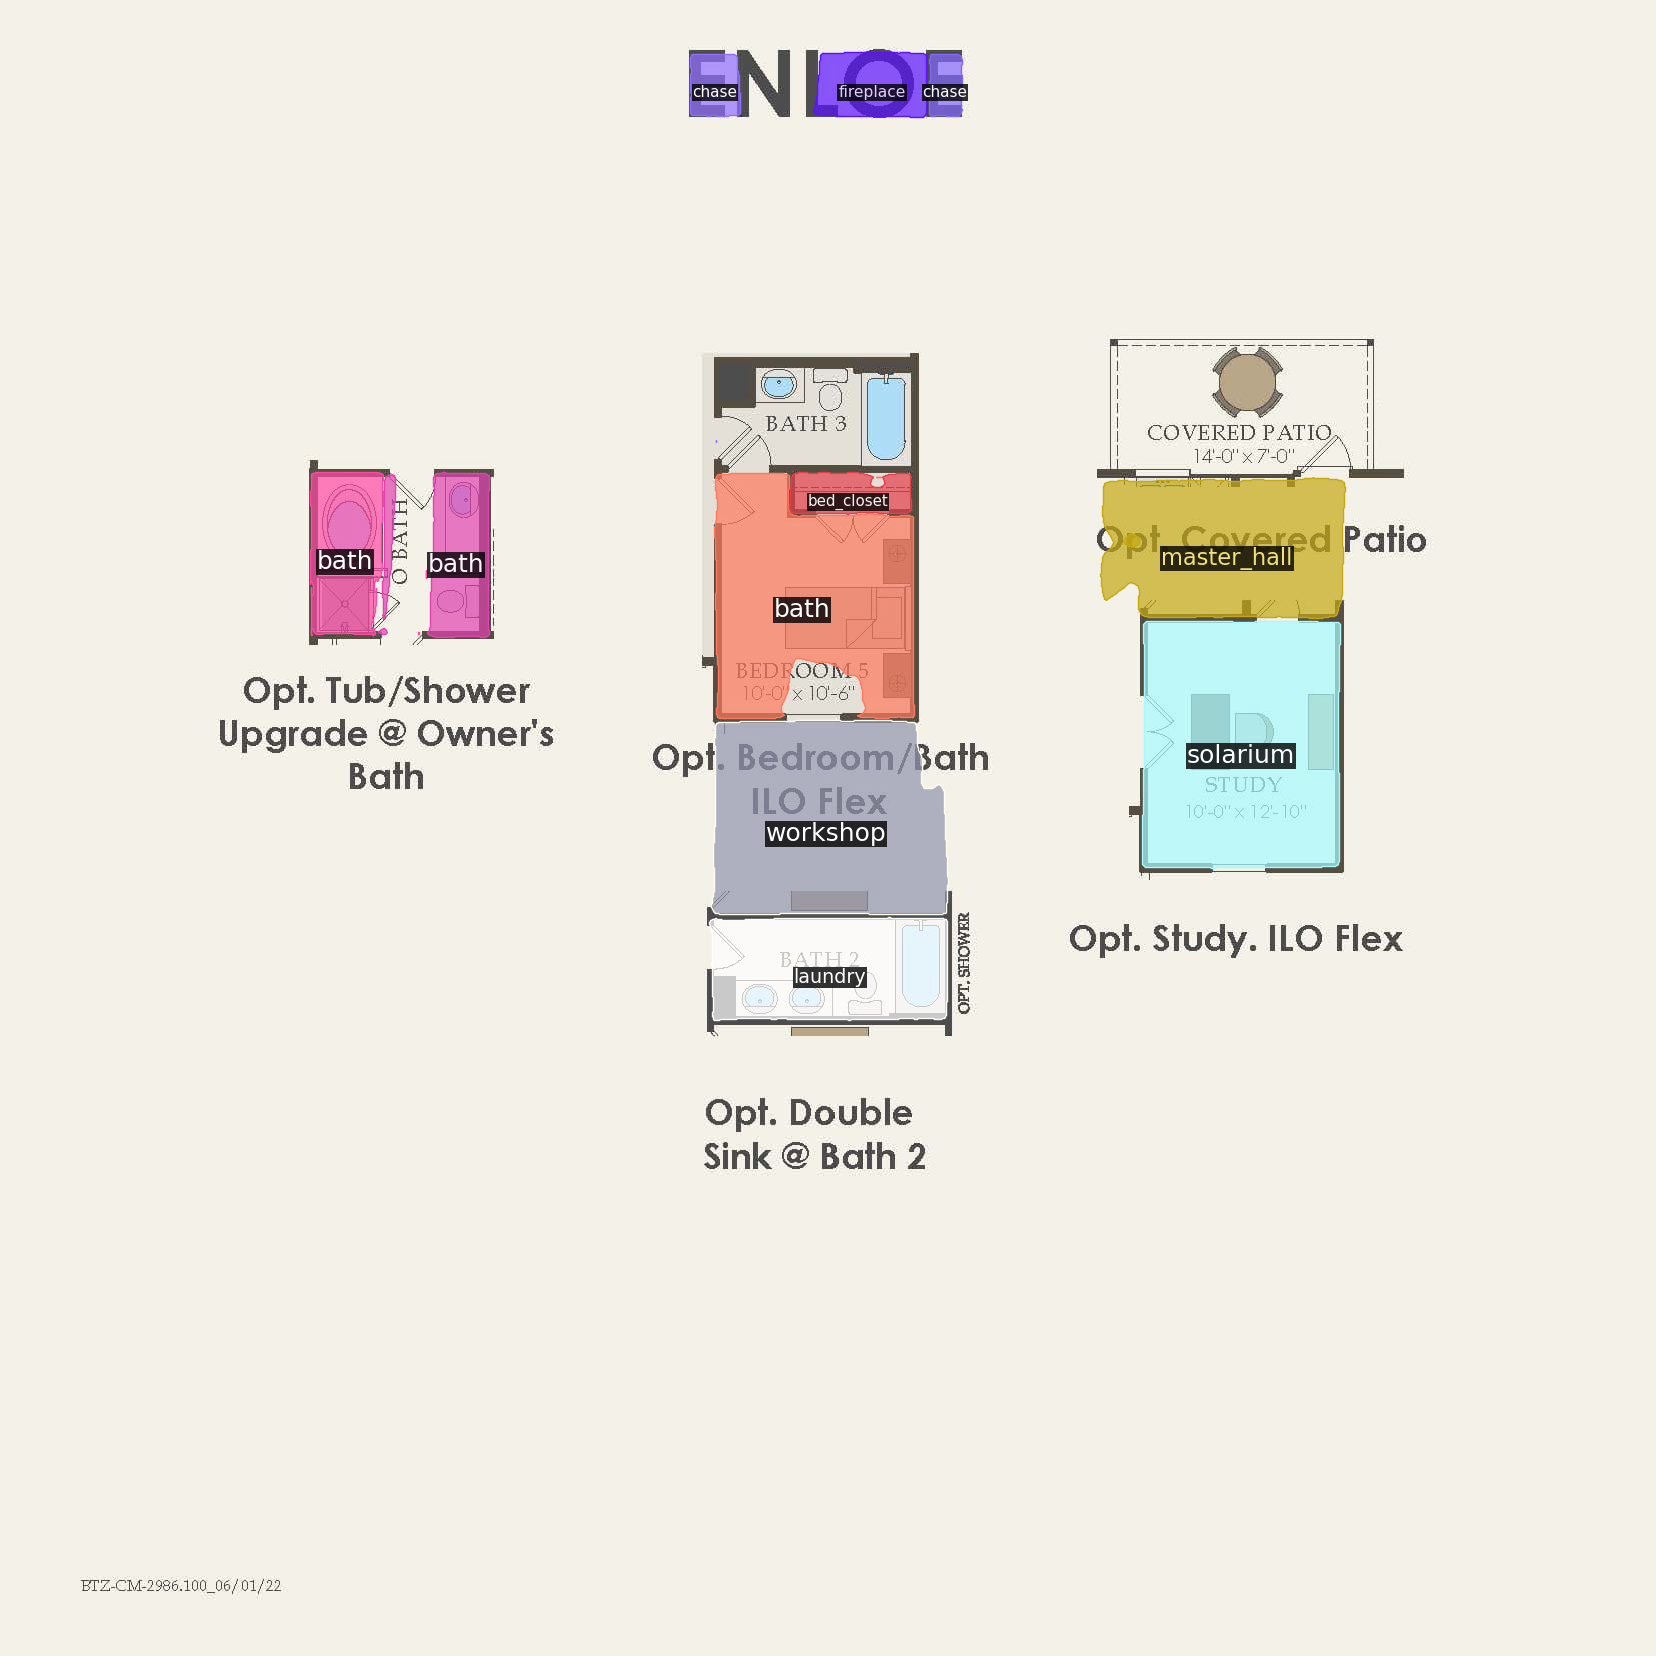 ENLOE
chase
fireplace
chase
BATH 3
COVERED PATIO
14'-0" x 7'-0"
bed_closet
O BATH
bath
bath
Opt. Covered Patio
master_hall
bath
BEDROOM 5
10'-0" x 10'-6"
Opt. Tub/Shower
Upgrade @ Owner's
Bath
Opt. Bedroom/Bath
ILO Flex
workshop
solarium
STUDY
10'-0" x 12'-10"
BATH 2
laundry
OPT. SHOWER
Opt. Study. ILO Flex
Opt. Double
Sink @ Bath 2
BTZ-CM-2986.100_06/01/22